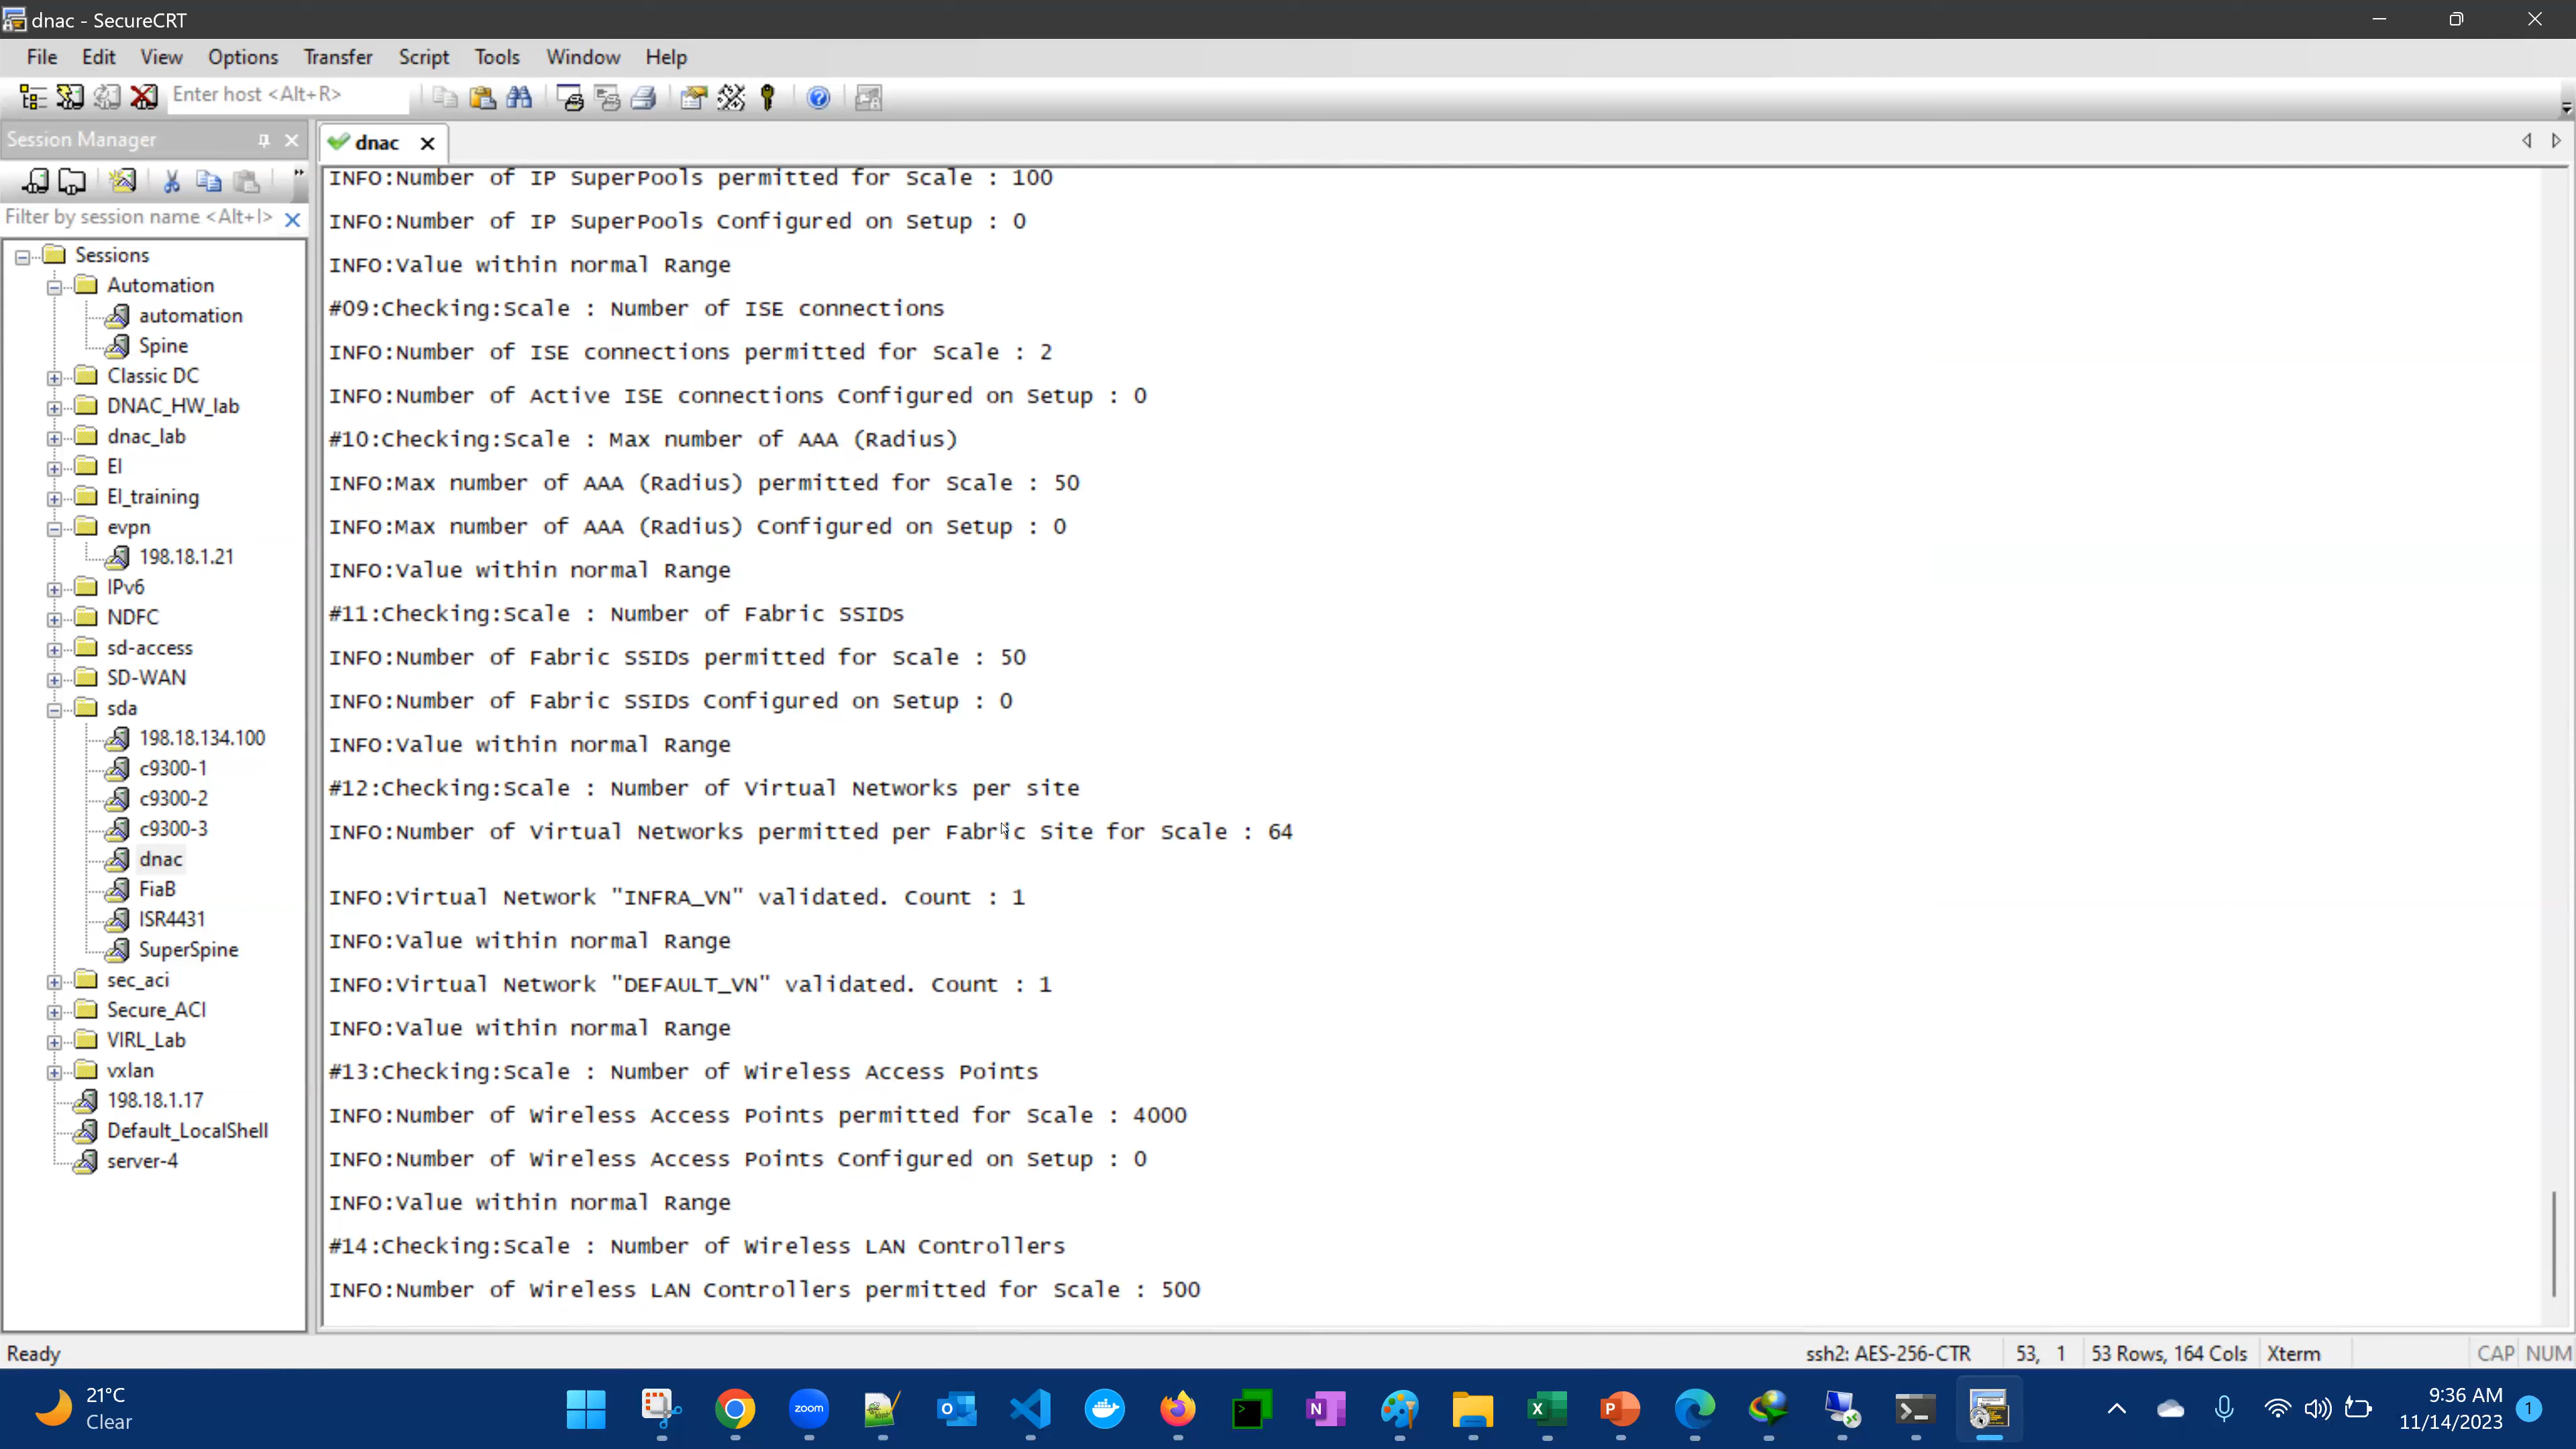 dnac - SecureCRT
File Edit View Options Transfer Script Tools Window Help
Enter host <Alt+R>
Session Manager
dnac
Filter by session name <Alt+I>
Sessions
Automation
automation
Spine
Classic DC
DNAC_HW_lab
dnac_lab
EI
EI_training
evpn
198.18.1.21
IPv6
NDFC
sd-access
SD-WAN
sda
198.18.134.100
c9300-1
c9300-2
c9300-3
dnac
FiaB
ISR4431
SuperSpine
sec_aci
Secure_ACI
VIRL_Lab
vxlan
198.18.1.17
Default_LocalShell
server-4
INFO:Number of IP SuperPools permitted for Scale : 100
INFO:Number of IP SuperPools Configured on Setup : 0
INFO:Value within normal Range
#09:Checking:Scale : Number of ISE connections
INFO:Number of ISE connections permitted for Scale : 2
INFO:Number of Active ISE connections Configured on Setup : 0
#10:Checking:Scale : Max number of AAA (Radius)
INFO:Max number of AAA (Radius) permitted for Scale : 50
INFO:Max number of AAA (Radius) Configured on Setup : 0
INFO:Value within normal Range
#11:Checking:Scale : Number of Fabric SSIDs
INFO:Number of Fabric SSIDs permitted for Scale : 50
INFO:Number of Fabric SSIDs Configured on Setup : 0
INFO:Value within normal Range
#12:Checking:Scale : Number of Virtual Networks per site
INFO:Number of Virtual Networks permitted per Fabric Site for Scale : 64
INFO:Virtual Network "INFRA_VN" validated. Count : 1
INFO:Value within normal Range
INFO:Virtual Network "DEFAULT_VN" validated. Count : 1
INFO:Value within normal Range
#13:Checking:Scale : Number of Wireless Access Points
INFO:Number of Wireless Access Points permitted for Scale : 4000
INFO:Number of Wireless Access Points Configured on Setup : 0
INFO:Value within normal Range
#14:Checking:Scale : Number of Wireless LAN Controllers
INFO:Number of Wireless LAN Controllers permitted for Scale : 500
Ready
ssh2: AES-256-CTR 53, 1 53 Rows, 164 Cols Xterm CAP NUM
21°C
Clear
zoom
9:36 AM
11/14/2023
1